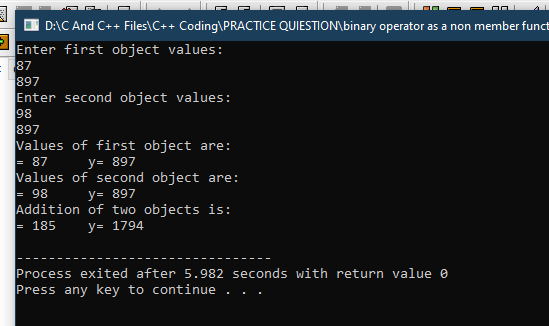 D:\C And C++ Files\C++ Coding\PRACTICE QUIESTION\binary operator as a non member funct
Enter first object values:
87
897
Enter second object values:
98
897
Values of first object are:
= 87    y= 897
Values of second object are:
= 98    y= 897
Addition of two objects is:
= 185    y= 1794
--------------------------------
Process exited after 5.982 seconds with return value 0
Press any key to continue . . .